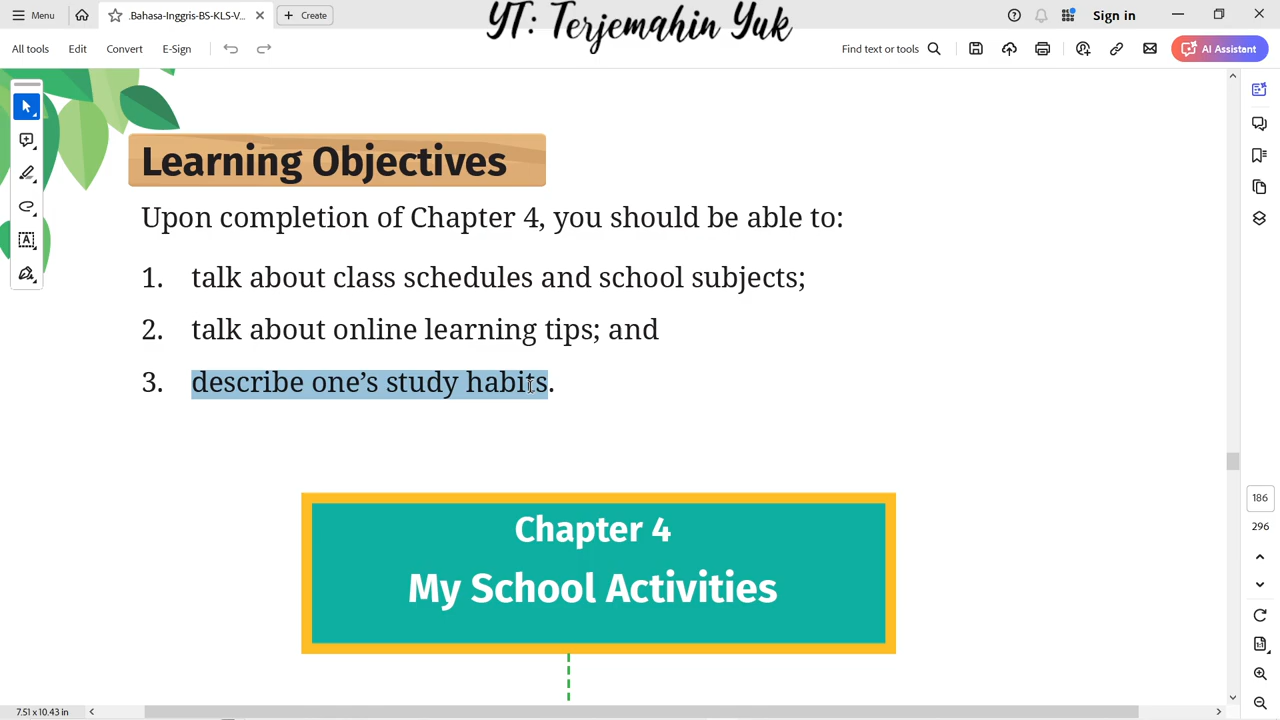 Menu
.Bahasa-Inggris-BS-KLS-V...
Create
YT: Terjemahin Yuk
Sign in
All tools
Edit
Convert
E-Sign
Find text or tools
AI Assistant
Learning Objectives
Upon completion of Chapter 4, you should be able to:
1. talk about class schedules and school subjects;
2. talk about online learning tips; and
3. describe one’s study habits.
Chapter 4
My School Activities
186
296
7.51 x 10.43 in